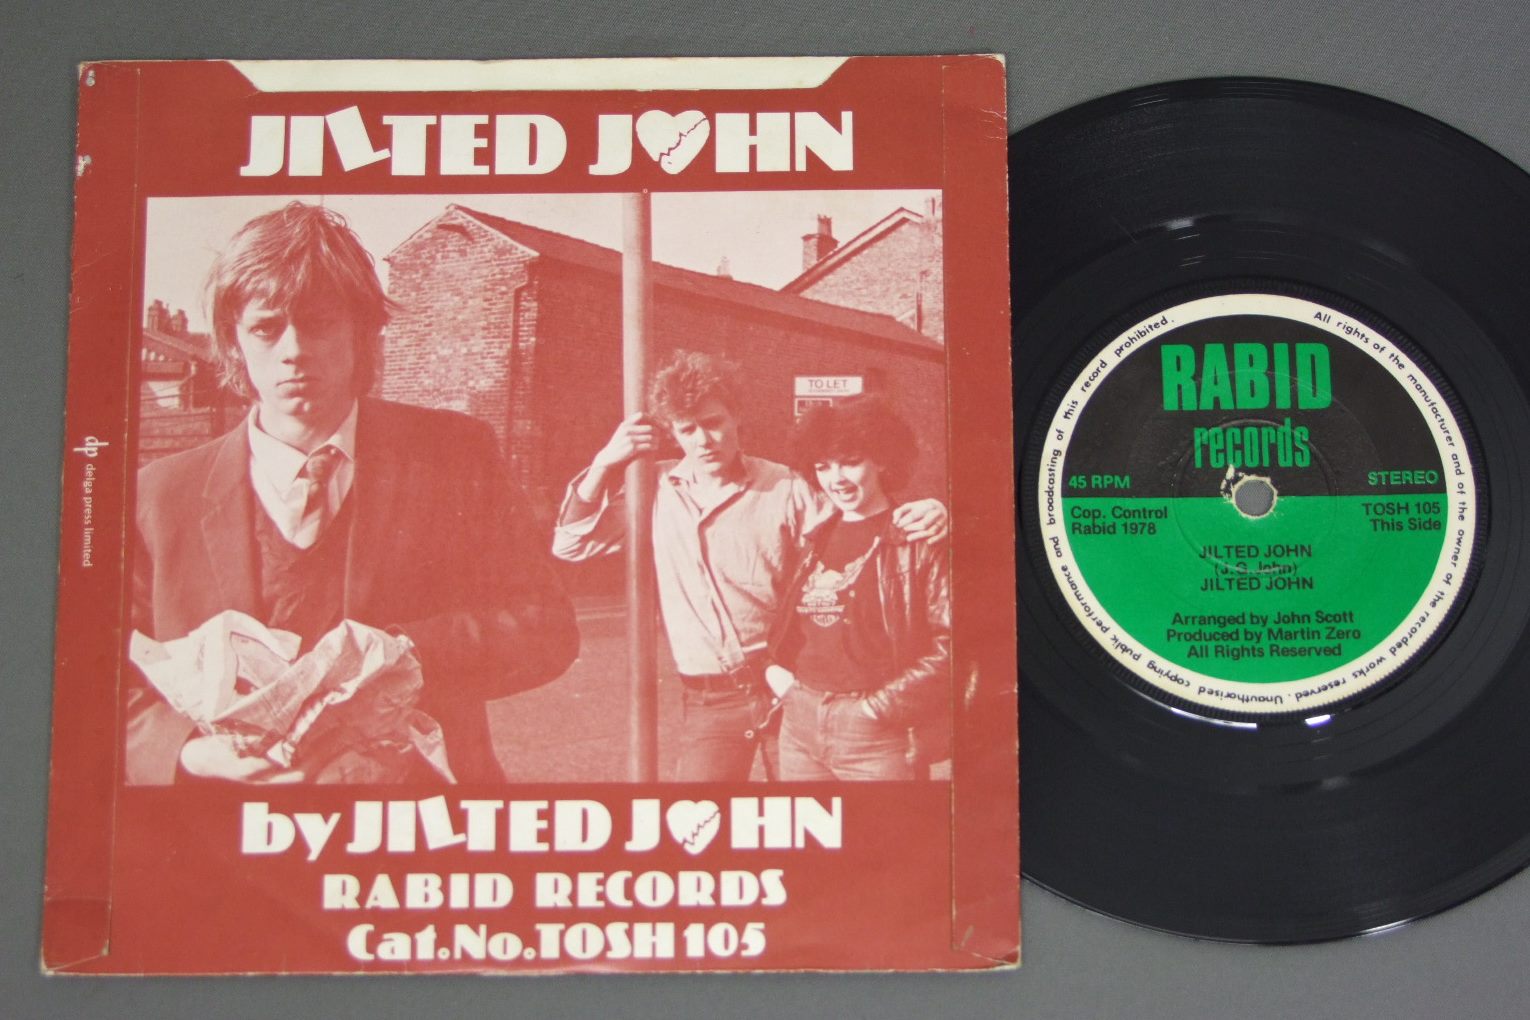 JILTED JOHN
TO LET
dp delga press limited
by JILTED JOHN
RABID RECORDS
Cat.No.TOSH 105
All rights of the manufacturer and of the owner of the recorded works reserved. Unauthorised copying public performance and broadcasting of this record prohibited.
RABID
records
45 RPM
STEREO
Cop. Control
Rabid 1978
TOSH 105
This Side
JILTED JOHN
(J.G. John)
JILTED JOHN
Arranged by John Scott
Produced by Martin Zero
All Rights Reserved